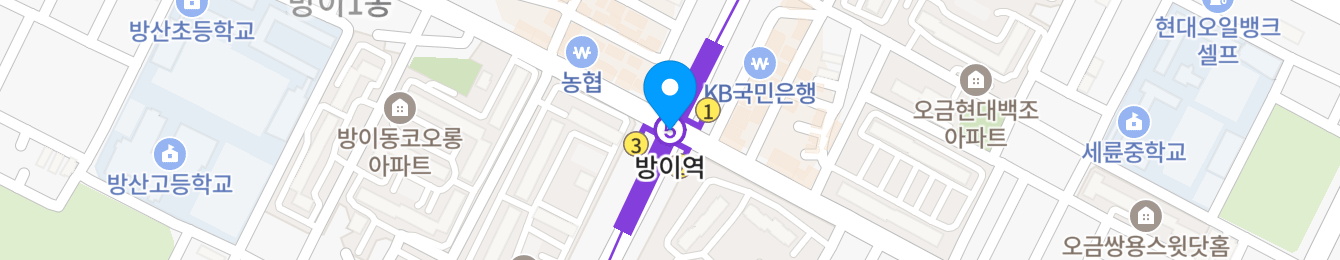 방이1동
방산초등학교
현대오일뱅크
셀프
농협
KB국민은행
1
오금현대백조
아파트
방이동코오롱
아파트
5
3
세륜중학교
방이역
방산고등학교
오금쌍용스윗닷홈